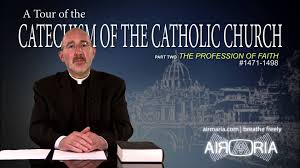 A Tour of the
CATECHISM OF THE CATHOLIC CHURCH
PART TWO THE PROFESSION OF FAITH
#1471-1498
airmaria.com | breathe freely
AIRMARIA